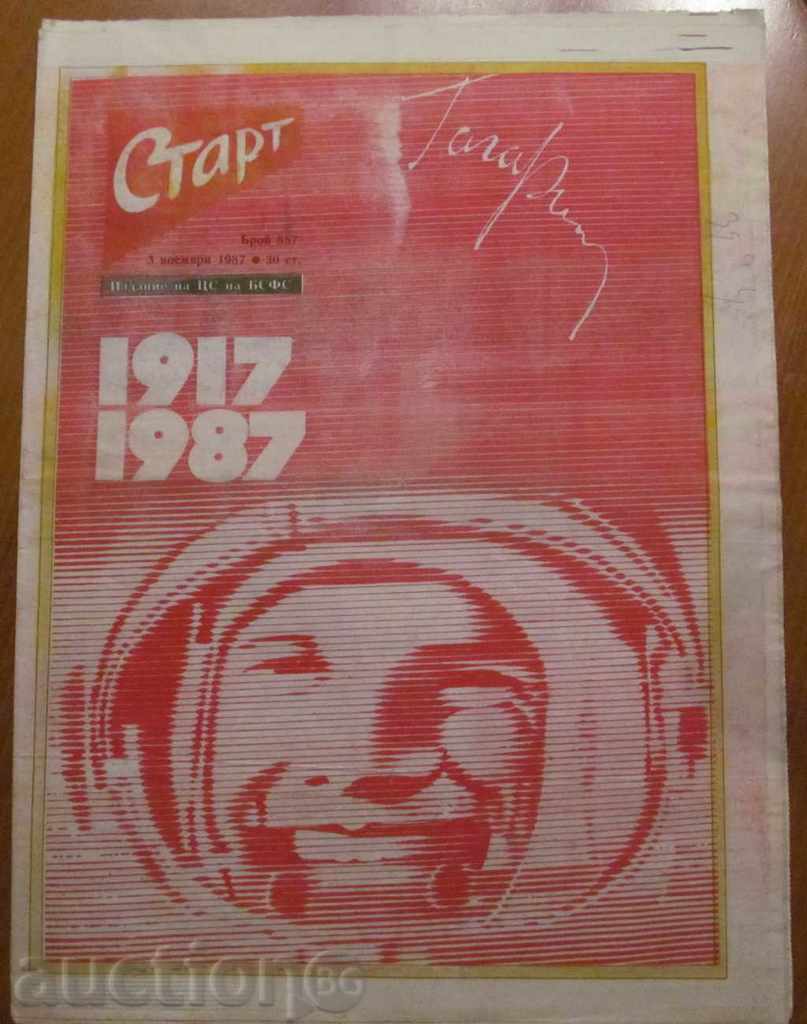 Старт
Гагарин
Брой 857
3 ноември 1987 • 30 ст.
Издание на ЦС на БСФС
1917
1987
auction BG